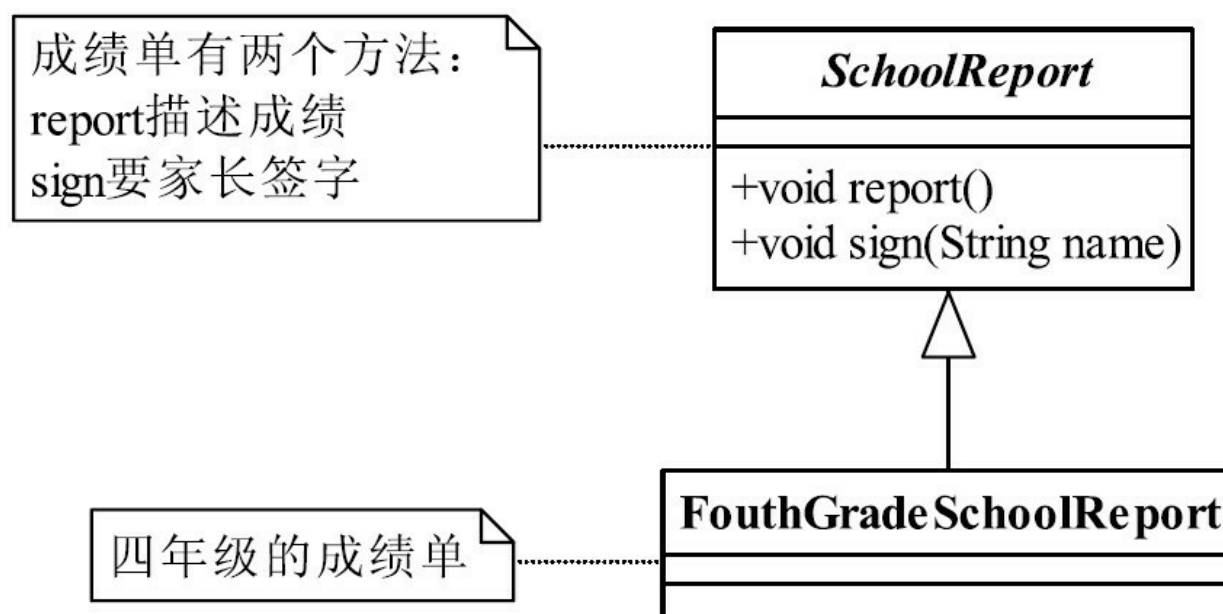 成绩单有两个方法：
report描述成绩
sign要家长签字
SchoolReport
+void report()
+void sign(String name)
四年级的成绩单
FouthGradeSchoolReport